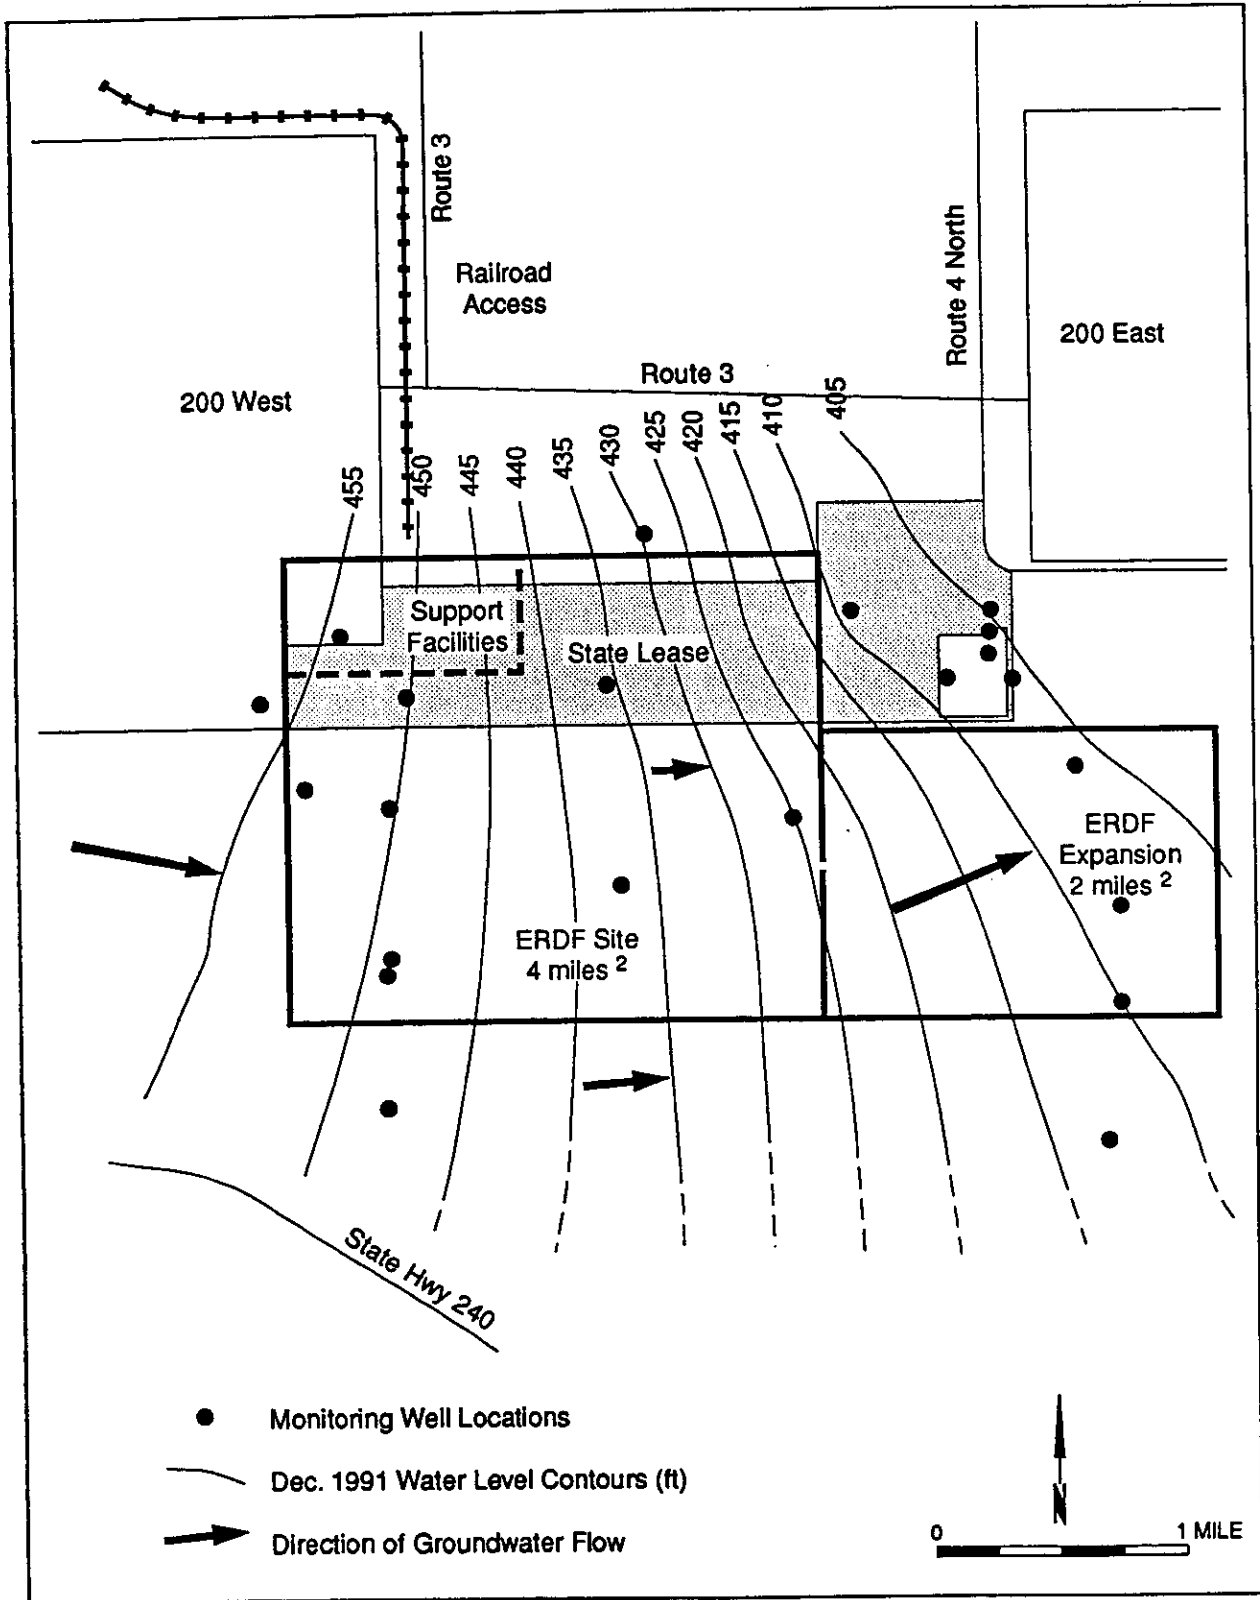 Route 3
Railroad
Access
Route 4 North
200 East
Route 3
200 West
455
450
445
440
435
430
425
420
415
410
405
Support
Facilities
State Lease
ERDF
Expansion
2 miles ²
ERDF Site
4 miles ²
State Hwy 240
Monitoring Well Locations
Dec. 1991 Water Level Contours (ft)
Direction of Groundwater Flow
N
0
1 MILE